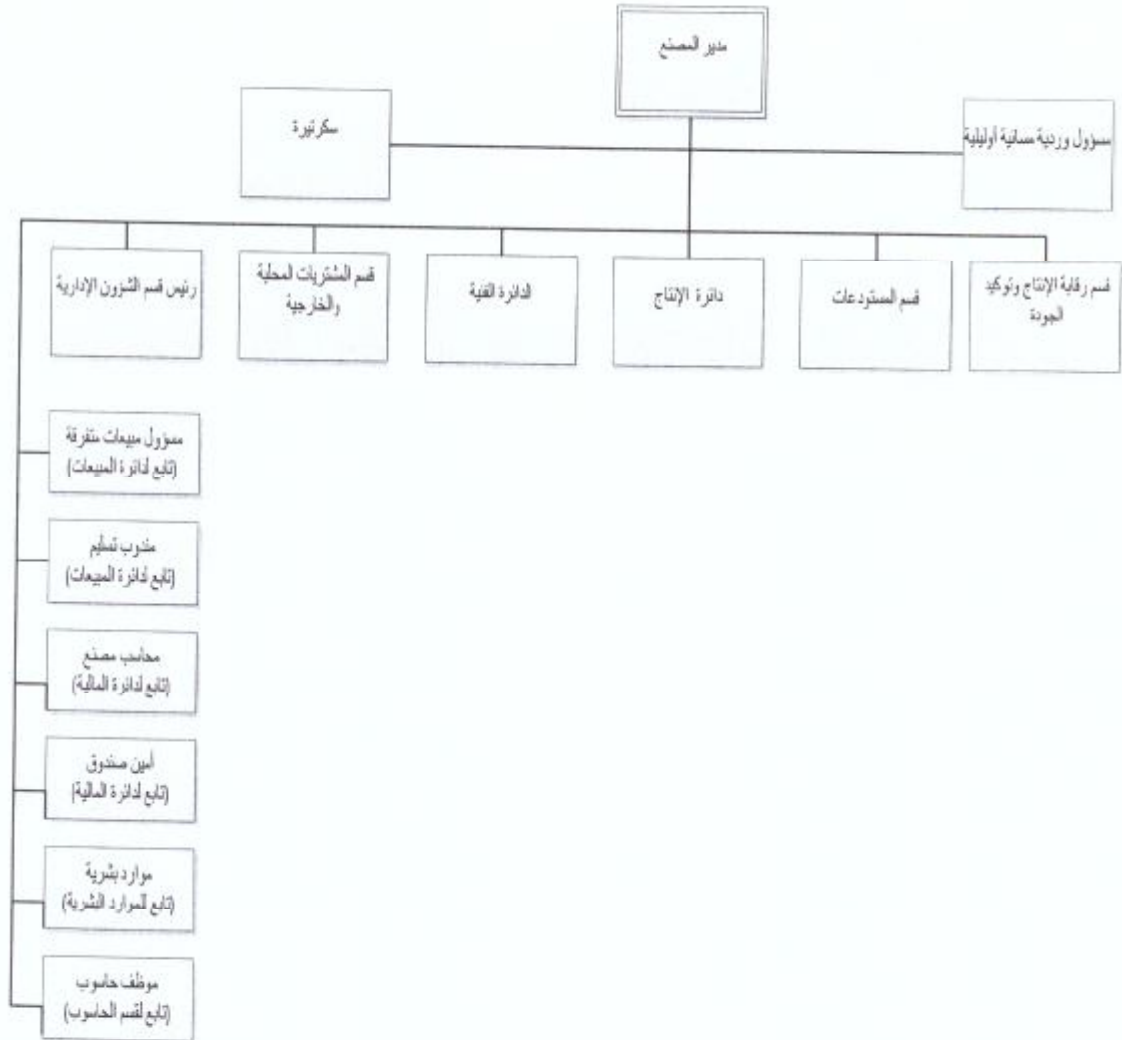 مدير المصنع
سكرتيرة
مسؤول وردية مسائية أوليلية
قسم رقابة الإنتاج وتوكيد
الجودة
قسم المستودعات
دائرة الإنتاج
الدائرة الفنية
قسم المشتريات المحلية
والخارجية
رئيس قسم الشؤون الإدارية
مسؤول مبيعات متفرقة
(تابع لدائرة المبيعات)
مندوب تسليم
(تابع لدائرة المبيعات)
محاسب مصنع
(تابع لدائرة المالية)
أمين صندوق
(تابع لدائرة المالية)
موارد بشرية
(تابع للموارد البشرية)
موظف حاسوب
(تابع لقسم الحاسوب)